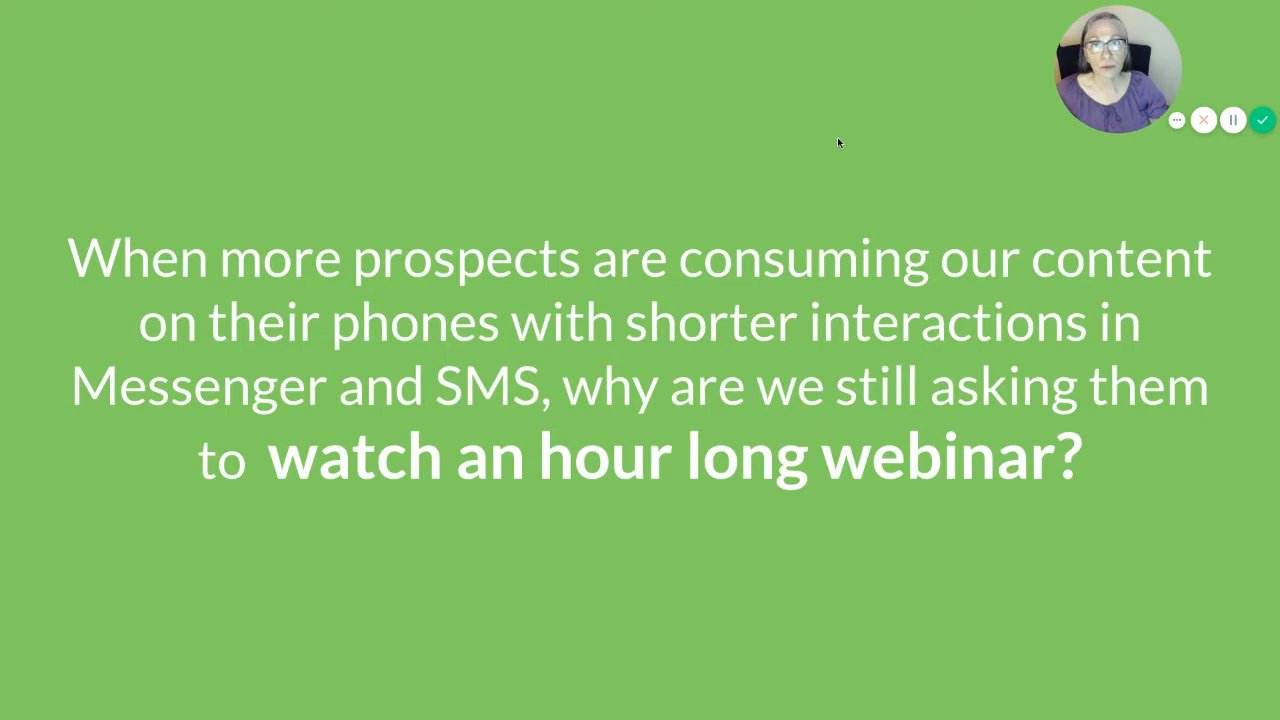 When more prospects are consuming our content
on their phones with shorter interactions in
Messenger and SMS, why are we still asking them
to watch an hour long webinar?